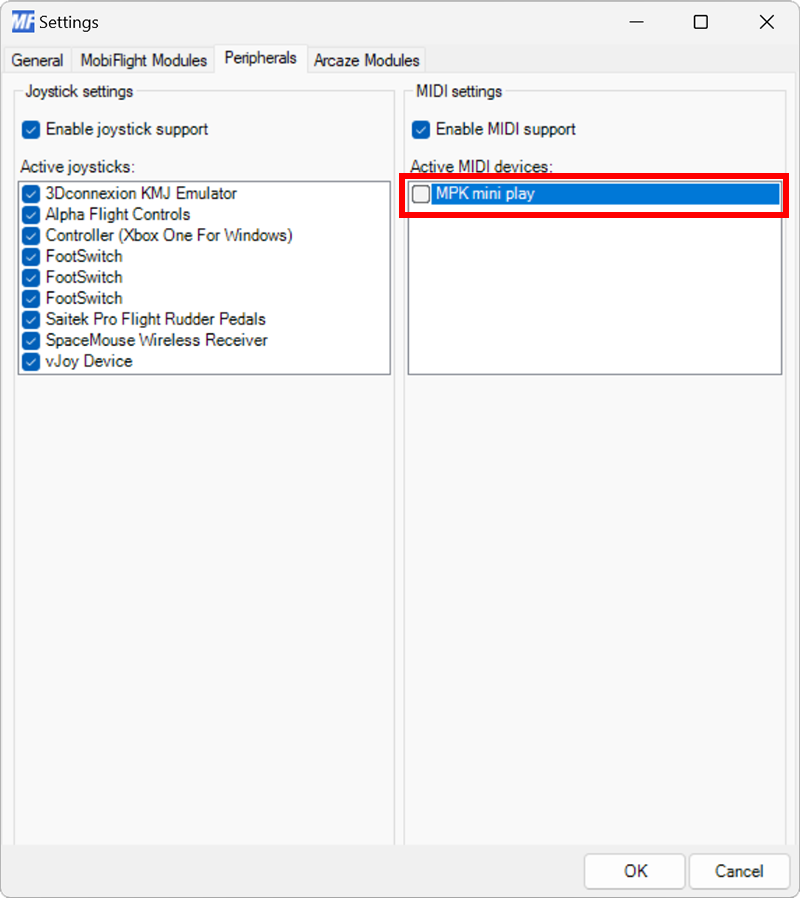 MF Settings
General MobiFlight Modules Peripherals Arcaze Modules
Joystick settings
Enable joystick support
Active joysticks:
3Dconnexion KMJ Emulator
Alpha Flight Controls
Controller (Xbox One For Windows)
FootSwitch
FootSwitch
FootSwitch
Saitek Pro Flight Rudder Pedals
SpaceMouse Wireless Receiver
vJoy Device
MIDI settings
Enable MIDI support
Active MIDI devices:
MPK mini play
OK Cancel